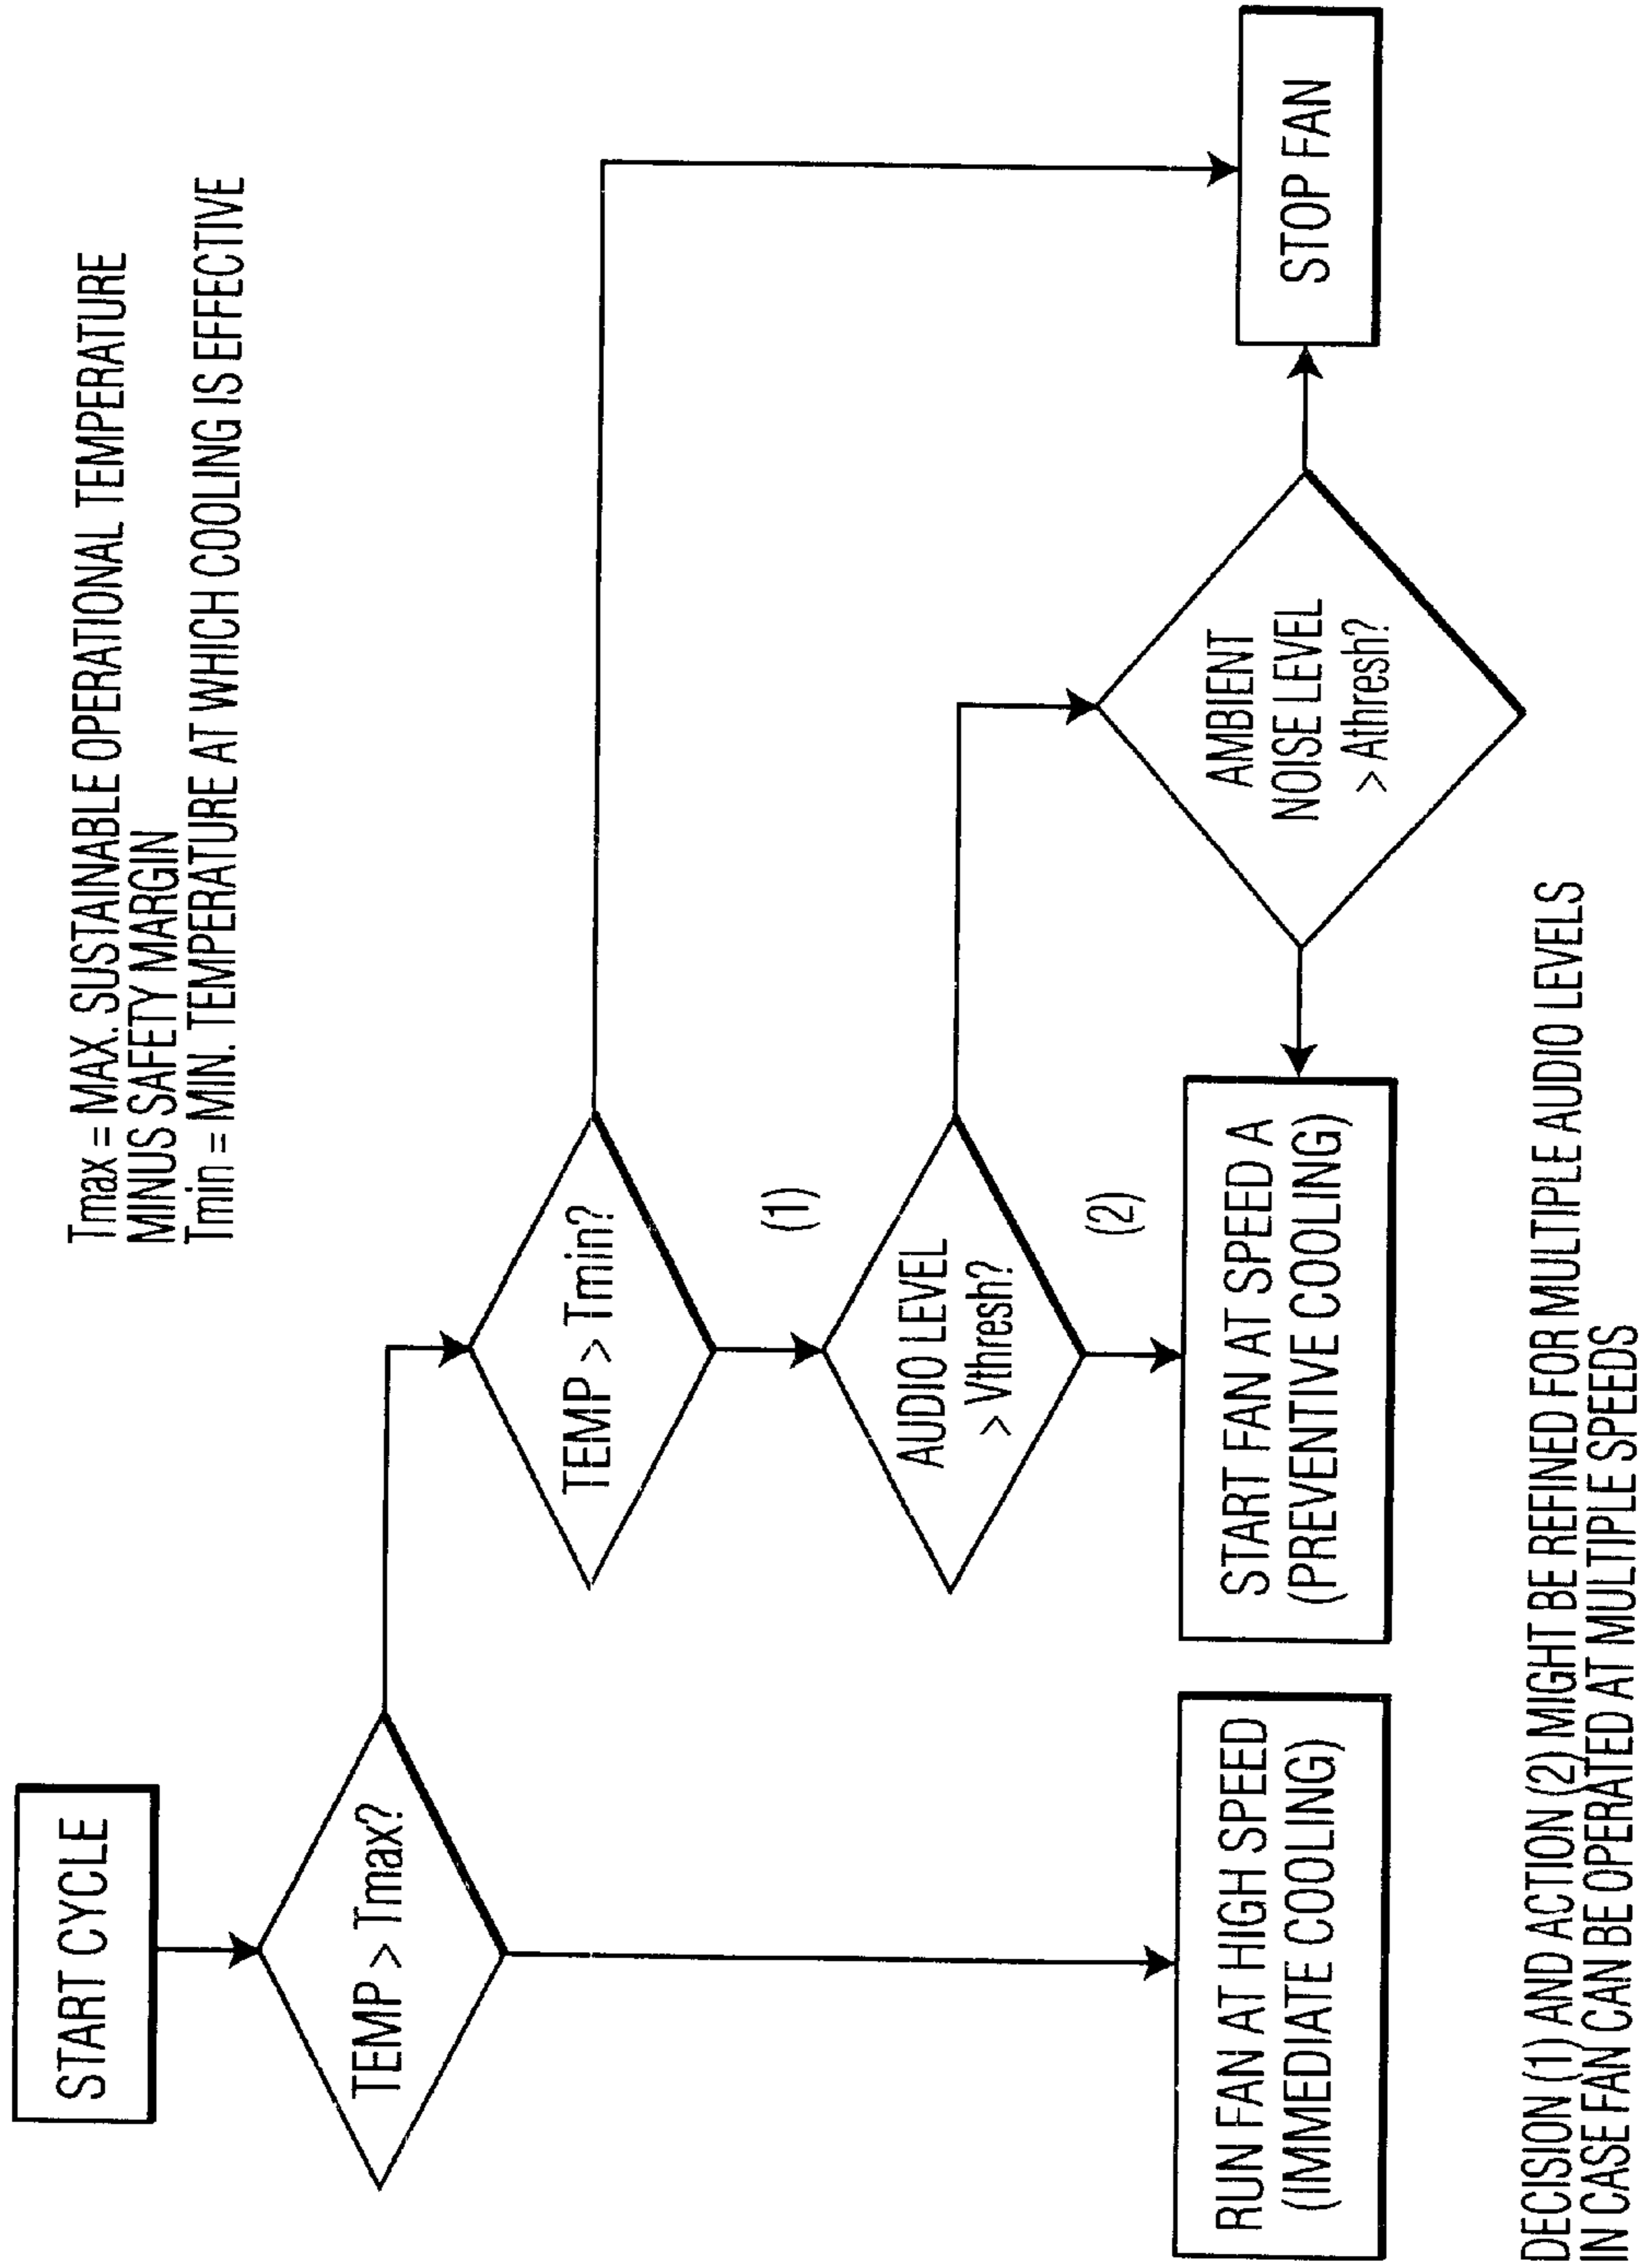 Tmax = MAX. SUSTAINABLE OPERATIONAL TEMPERATURE
MINUS SAFETY MARGIN
Tmin = MIN. TEMPERATURE AT WHICH COOLING IS EFFECTIVE
START CYCLE
TEMP > Tmax?
TEMP > Tmin?
(1)
AUDIO LEVEL
> Vthresh?
(2)
AMBIENT
NOISE LEVEL
> Athresh?
RUN FAN AT HIGH SPEED
(IMMEDIATE COOLING)
START FAN AT SPEED A
(PREVENTIVE COOLING)
STOP FAN
DECISION (1) AND ACTION (2) MIGHT BE REFINED FOR MULTIPLE AUDIO LEVELS
IN CASE FAN CAN BE OPERATED AT MULTIPLE SPEEDS